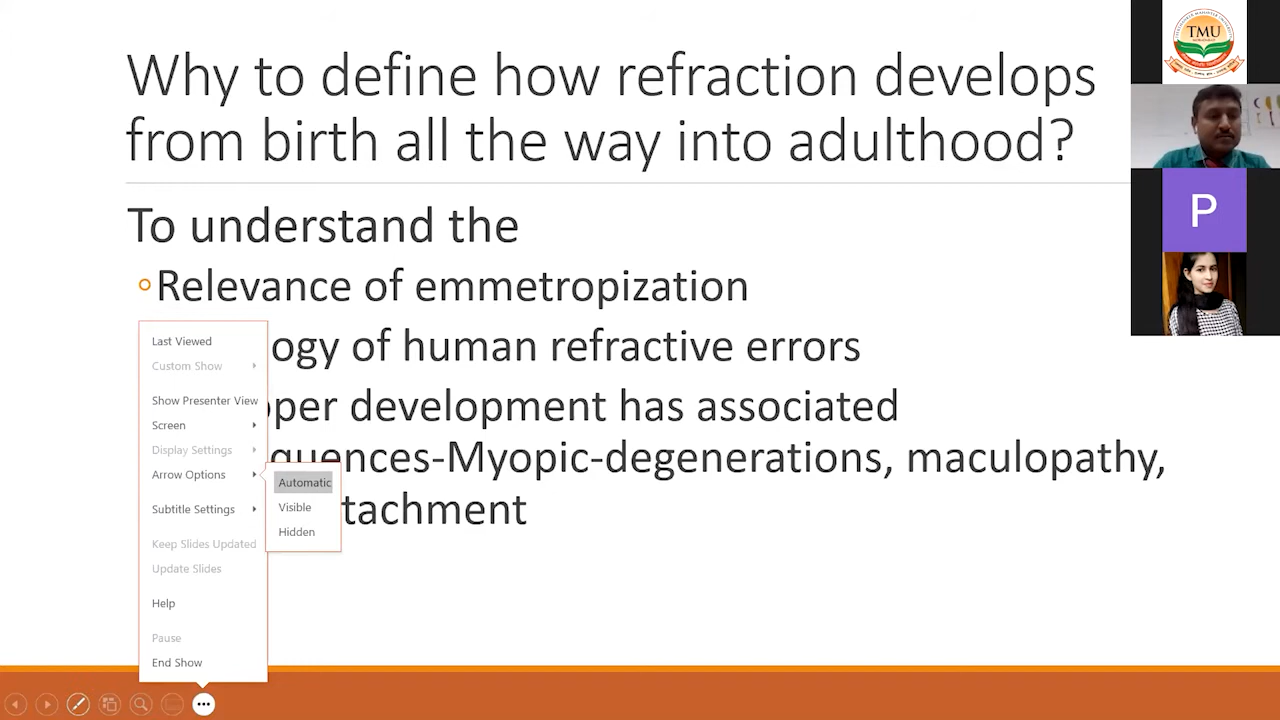 Why to define how refraction develops
from birth all the way into adulthood?
To understand the
Relevance of emmetropization
ogy of human refractive errors
oper development has associated
quences-Myopic-degenerations, maculopathy,
tachment
Last Viewed
Custom Show
Show Presenter View
Screen
Display Settings
Arrow Options
Subtitle Settings
Keep Slides Updated
Update Slides
Help
Pause
End Show
Automatic
Visible
Hidden
TMU
P